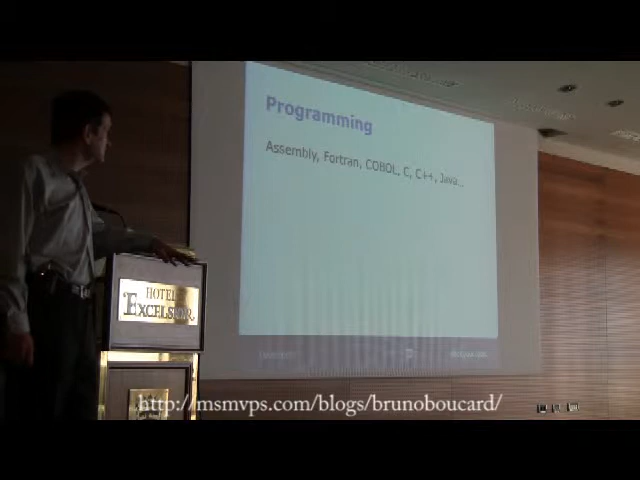 Programming
Assembly, Fortran, COBOL, C, C++, Java...
HOTEL
EXCELSIOR
http://msmvps.com/blogs/brunoboucard/